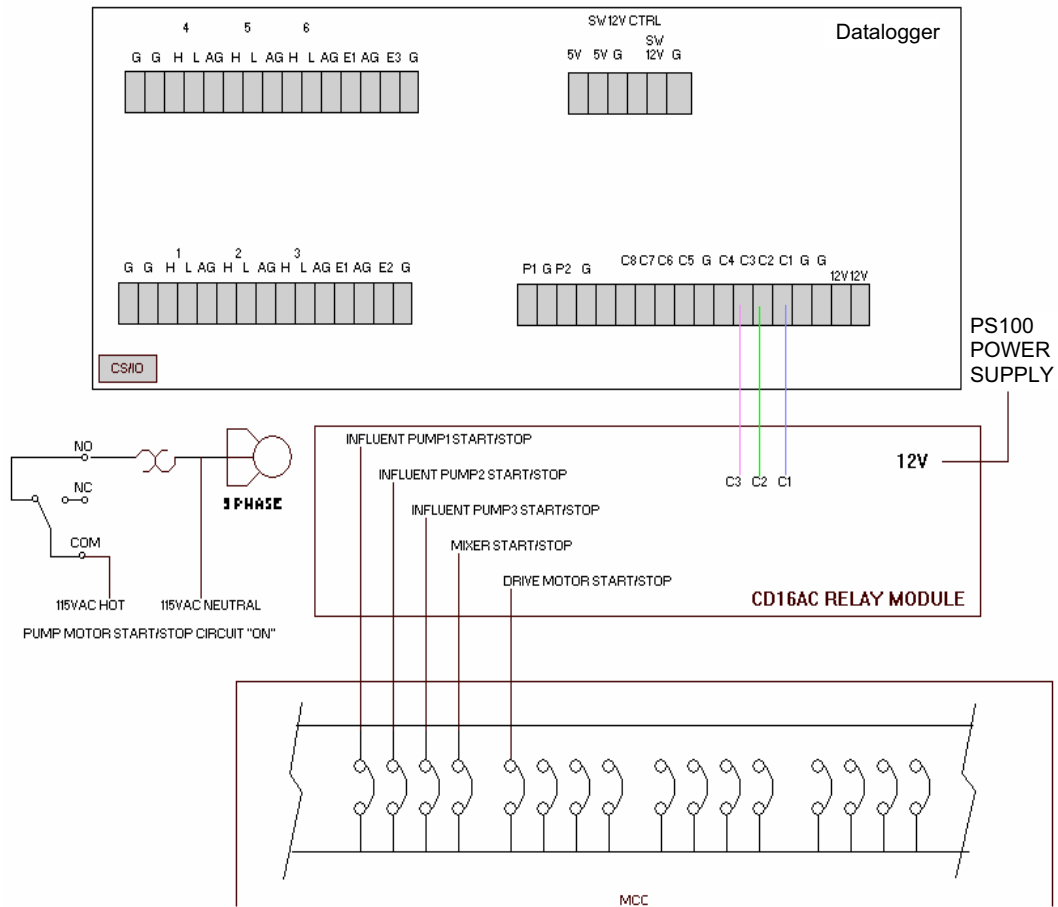 SW12V CTRL
Datalogger
4 5 6
SW
G G H L AG H L AG H L AG E1 AG E3 G
5V 5V G 12V G
1 2 3
G G H L AG H L AG H L AG E1 AG E2 G
P1 G P2 G C8 C7 C6 C5 G C4 C3 C2 C1 G G
12V 12V
CS/IO
PS100
POWER
SUPPLY
NO
NC
COM
3 PHASE
115VAC HOT
115VAC NEUTRAL
PUMP MOTOR START/STOP CIRCUIT "ON"
INFLUENT PUMP1 START/STOP
INFLUENT PUMP2 START/STOP
INFLUENT PUMP3 START/STOP
MIXER START/STOP
DRIVE MOTOR START/STOP
C3 C2 C1
12V
CD16AC RELAY MODULE
MCC